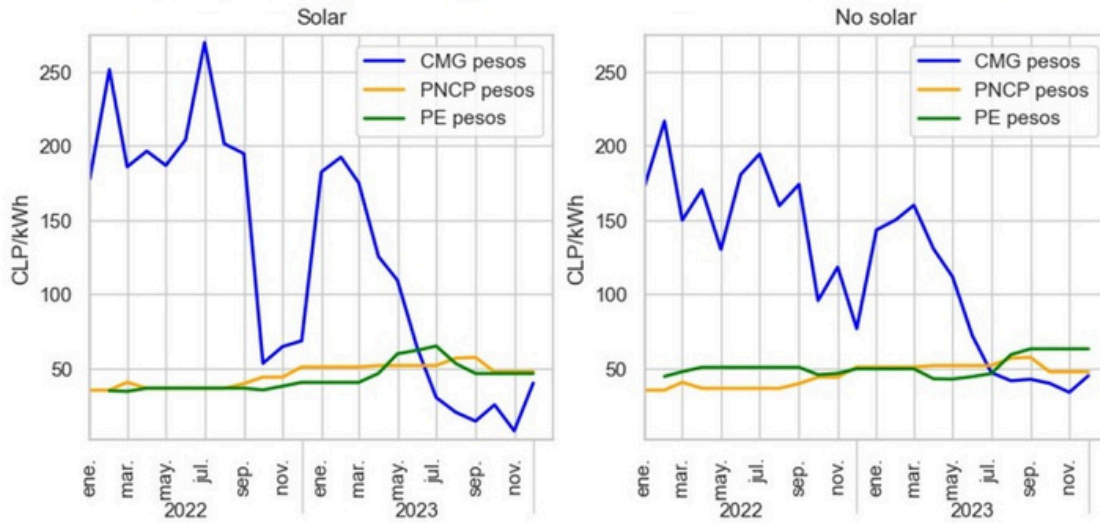 Solar
No solar
CLP/kWh
250
200
150
100
50
CMG pesos
PNCP pesos
PE pesos
ene.
mar.
may.
jul.
sep.
nov.
ene.
mar.
may.
jul.
sep.
nov.
2022
2023
CLP/kWh
250
200
150
100
50
CMG pesos
PNCP pesos
PE pesos
ene.
mar.
may.
jul.
sep.
nov.
ene.
mar.
may.
jul.
sep.
nov.
2022
2023